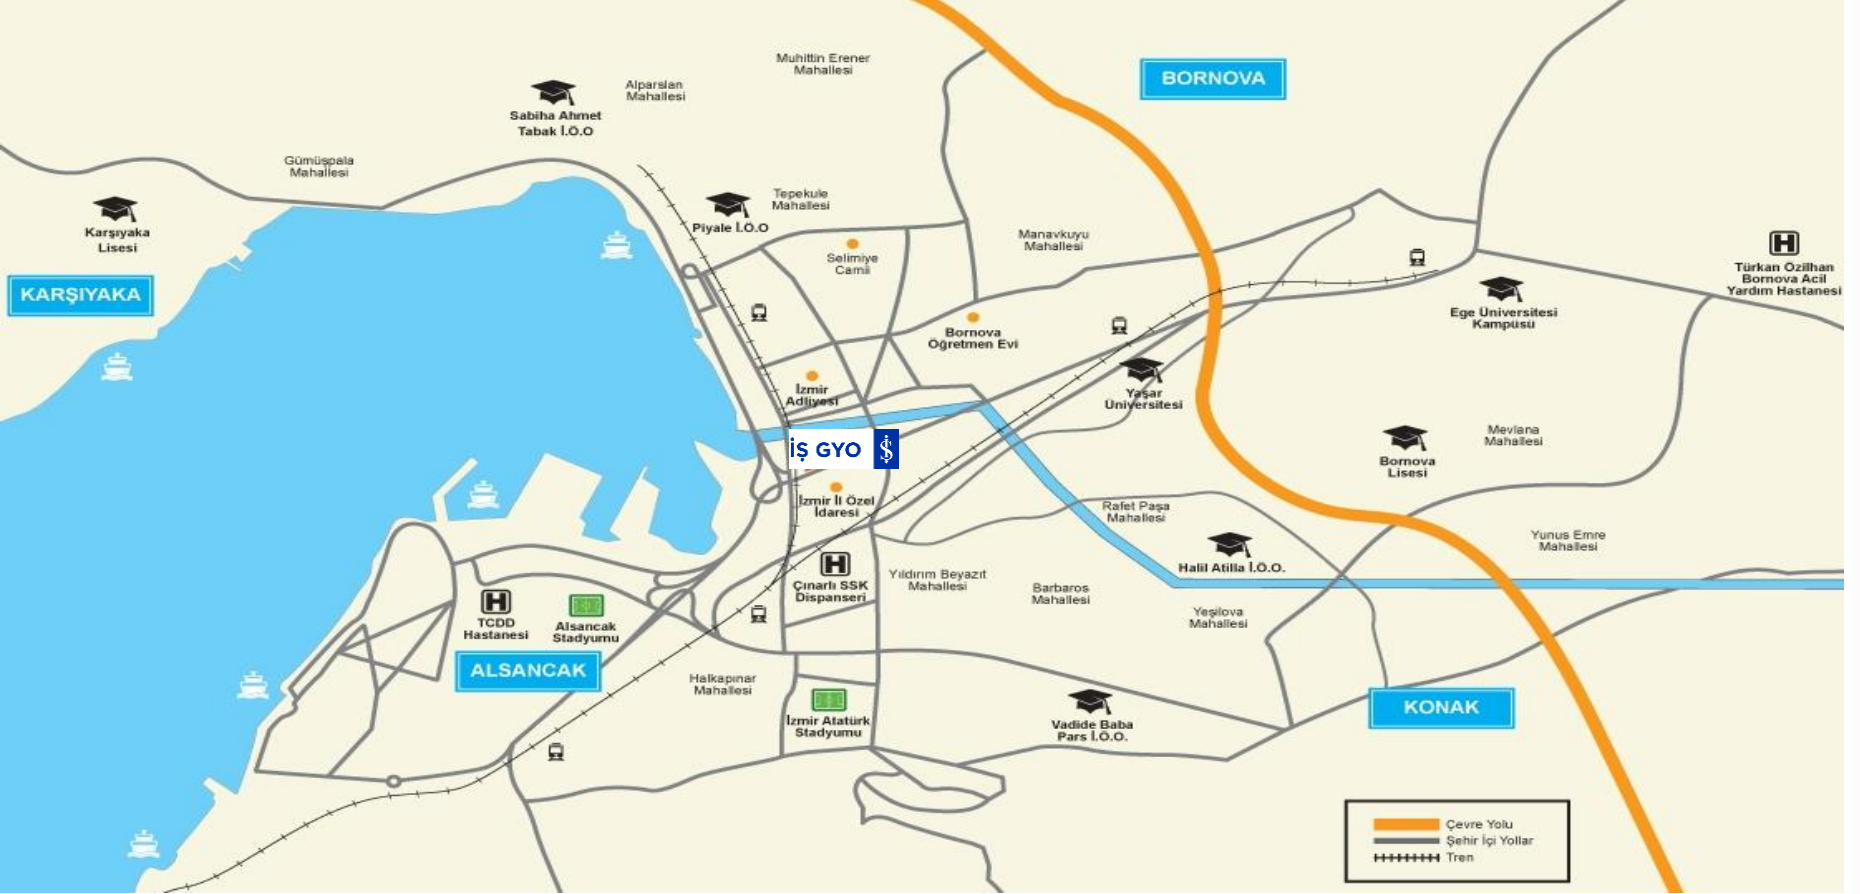 Muhittin Erener
Mahallesi
BORNOVA
Alparslan
Mahallesi
Sabiha Ahmet
Tabak İ.Ö.O
Gümüşpala
Mahallesi
Tepekule
Mahallesi
Piyale İ.Ö.O
Karşıyaka
Lisesi
Manavkuyu
Mahallesi
Selimiye
Camii
H
Türkan Özilhan
Bornova Acil
Yardım Hastanesi
KARŞIYAKA
Ege Üniversitesi
Kampüsü
Bornova
Öğretmen Evi
İzmir
Adliyesi
Yaşar
Üniversitesi
Mevlana
Mahallesi
İŞ GYO
Bornova
Lisesi
İzmir İl Özel
İdaresi
Rafet Paşa
Mahallesi
Yunus Emre
Mahallesi
H
Çınarlı SSK
Dispanseri
Halil Atilla İ.Ö.O.
Yıldırım Beyazıt
Mahallesi
Barbaros
Mahallesi
Yeşilova
Mahallesi
H
TCDD
Hastanesi
Alsancak
Stadyumu
ALSANCAK
Halkapınar
Mahallesi
KONAK
İzmir Atatürk
Stadyumu
Vadide Baba
Pars İ.Ö.O.
Çevre Yolu
Şehir İçi Yollar
Tren